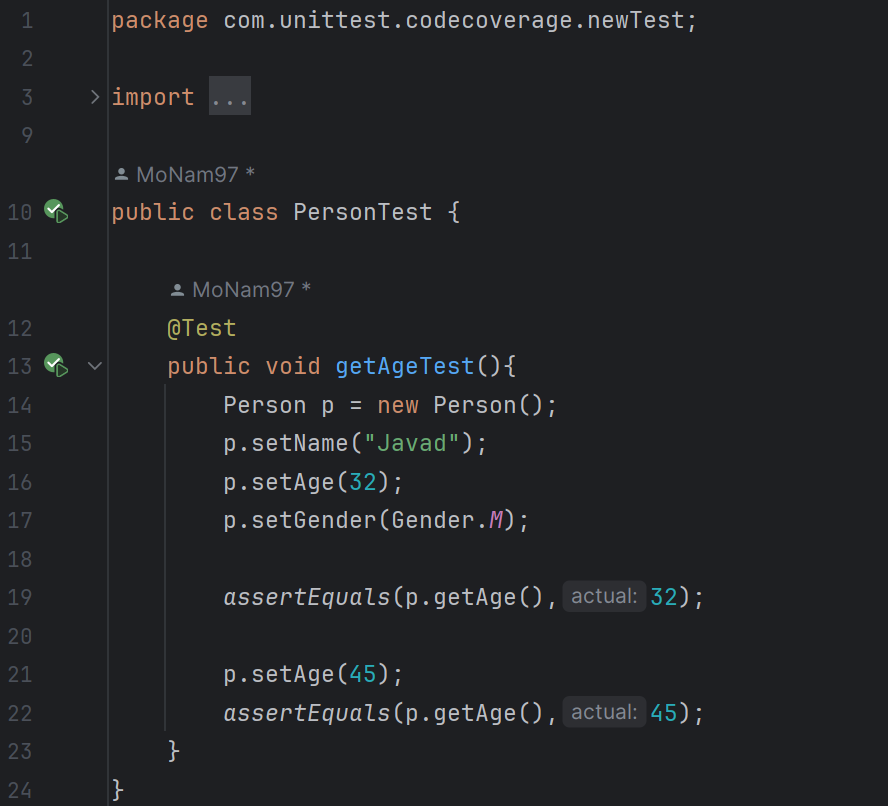 1 package com.unittest.codecoverage.newTest;
2
3 import ...
9
MoNam97 *
10 public class PersonTest {
11
MoNam97 *
12 @Test
13 public void getAgeTest(){
14 Person p = new Person();
15 p.setName("Javad");
16 p.setAge(32);
17 p.setGender(Gender.M);
18
19 assertEquals(p.getAge(), actual: 32);
20
21 p.setAge(45);
22 assertEquals(p.getAge(), actual: 45);
23 }
24 }